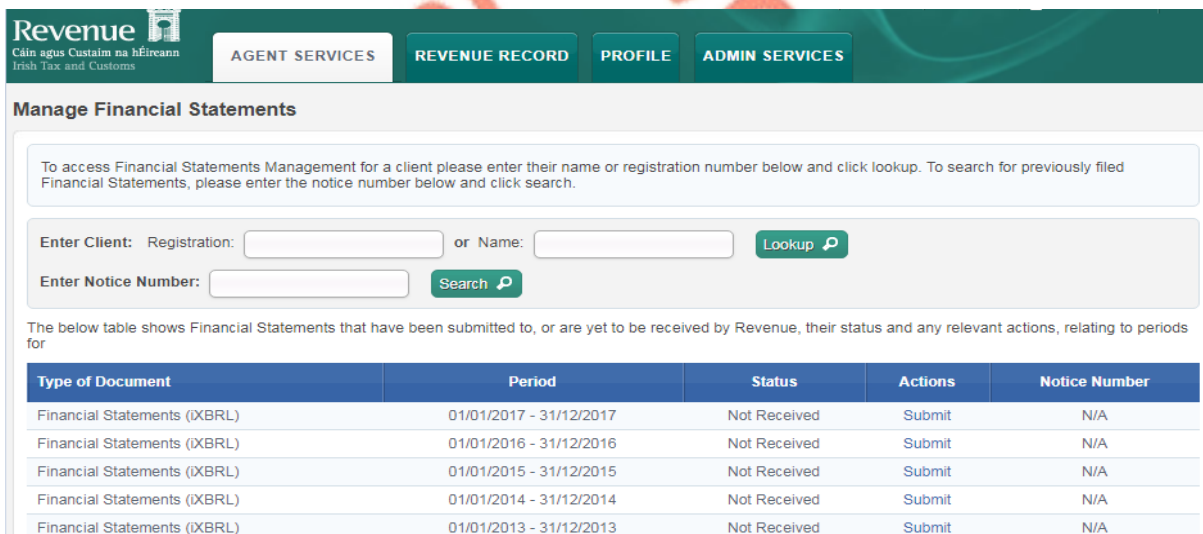 Revenue
Cáin agus Custaim na hÉireann
Irish Tax and Customs
AGENT SERVICES
REVENUE RECORD
PROFILE
ADMIN SERVICES
Manage Financial Statements
To access Financial Statements Management for a client please enter their name or registration number below and click lookup. To search for previously filed
Financial Statements, please enter the notice number below and click search.
Enter Client: Registration: or Name: Lookup
Enter Notice Number: Search
The below table shows Financial Statements that have been submitted to, or are yet to be received by Revenue, their status and any relevant actions, relating to periods
for
Type of Document Period Status Actions Notice Number
Financial Statements (iXBRL) 01/01/2017 - 31/12/2017 Not Received Submit N/A
Financial Statements (iXBRL) 01/01/2016 - 31/12/2016 Not Received Submit N/A
Financial Statements (iXBRL) 01/01/2015 - 31/12/2015 Not Received Submit N/A
Financial Statements (iXBRL) 01/01/2014 - 31/12/2014 Not Received Submit N/A
Financial Statements (iXBRL) 01/01/2013 - 31/12/2013 Not Received Submit N/A